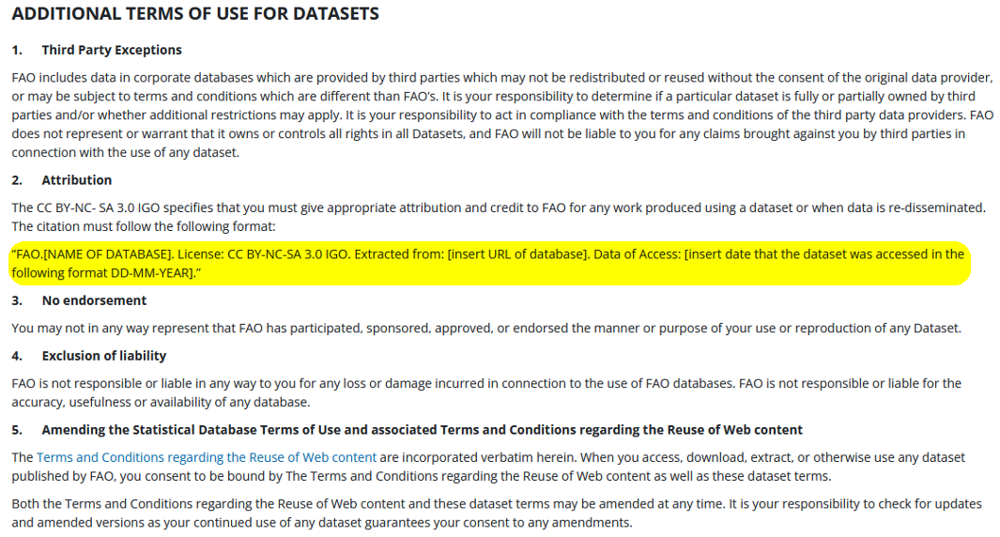 ADDITIONAL TERMS OF USE FOR DATASETS
1. Third Party Exceptions
FAO includes data in corporate databases which are provided by third parties which may not be redistributed or reused without the consent of the original data provider,
or may be subject to terms and conditions which are different than FAO’s. It is your responsibility to determine if a particular dataset is fully or partially owned by third
parties and/or whether additional restrictions may apply. It is your responsibility to act in compliance with the terms and conditions of the third party data providers. FAO
does not represent or warrant that it owns or controls all rights in all Datasets, and FAO will not be liable to you for any claims brought against you by third parties in
connection with the use of any dataset.
2. Attribution
The CC BY-NC- SA 3.0 IGO specifies that you must give appropriate attribution and credit to FAO for any work produced using a dataset or when data is re-disseminated.
The citation must follow the following format:
“FAO.[NAME OF DATABASE]. License: CC BY-NC-SA 3.0 IGO. Extracted from: [insert URL of database]. Data of Access: [insert date that the dataset was accessed in the
following format DD-MM-YEAR].”
3. No endorsement
You may not in any way represent that FAO has participated, sponsored, approved, or endorsed the manner or purpose of your use or reproduction of any Dataset.
4. Exclusion of liability
FAO is not responsible or liable in any way to you for any loss or damage incurred in connection to the use of FAO databases. FAO is not responsible or liable for the
accuracy, usefulness or availability of any database.
5. Amending the Statistical Database Terms of Use and associated Terms and Conditions regarding the Reuse of Web content
The Terms and Conditions regarding the Reuse of Web content are incorporated verbatim herein. When you access, download, extract, or otherwise use any dataset
published by FAO, you consent to be bound by The Terms and Conditions regarding the Reuse of Web content as well as these dataset terms.
Both the Terms and Conditions regarding the Reuse of Web content and these dataset terms may be amended at any time. It is your responsibility to check for updates
and amended versions as your continued use of any dataset guarantees your consent to any amendments.